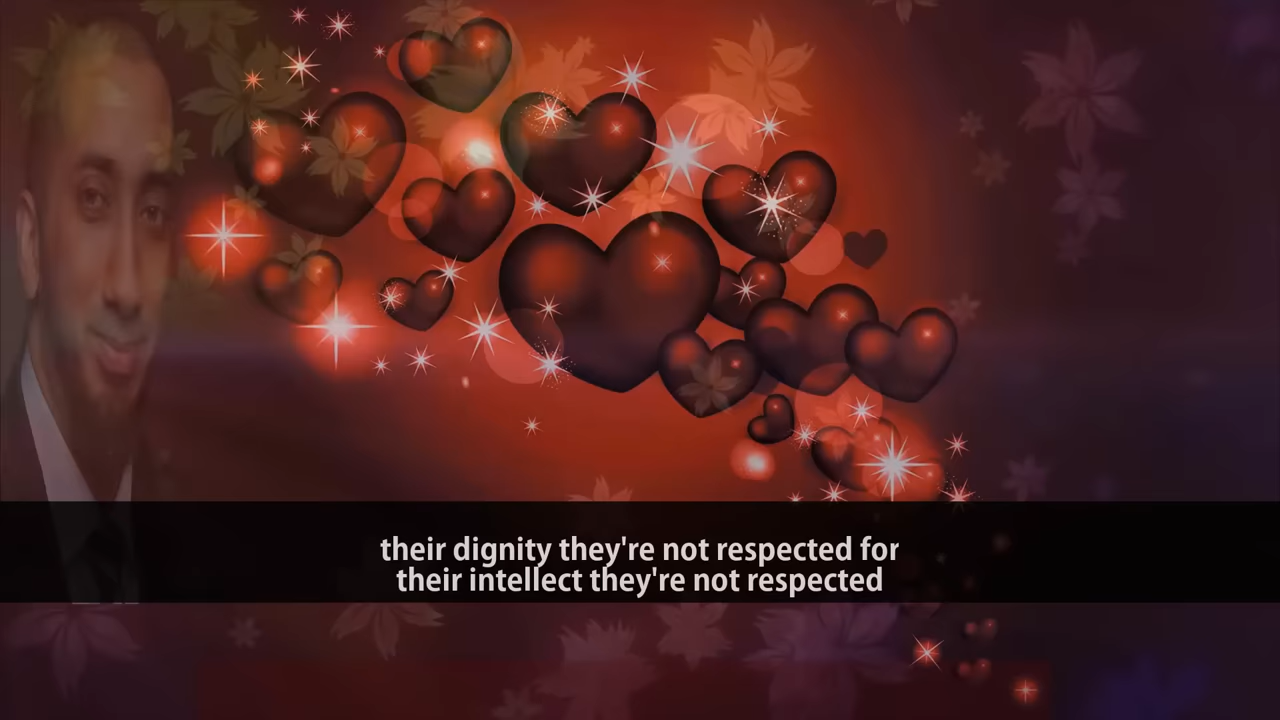 their dignity they're not respected for
their intellect they're not respected